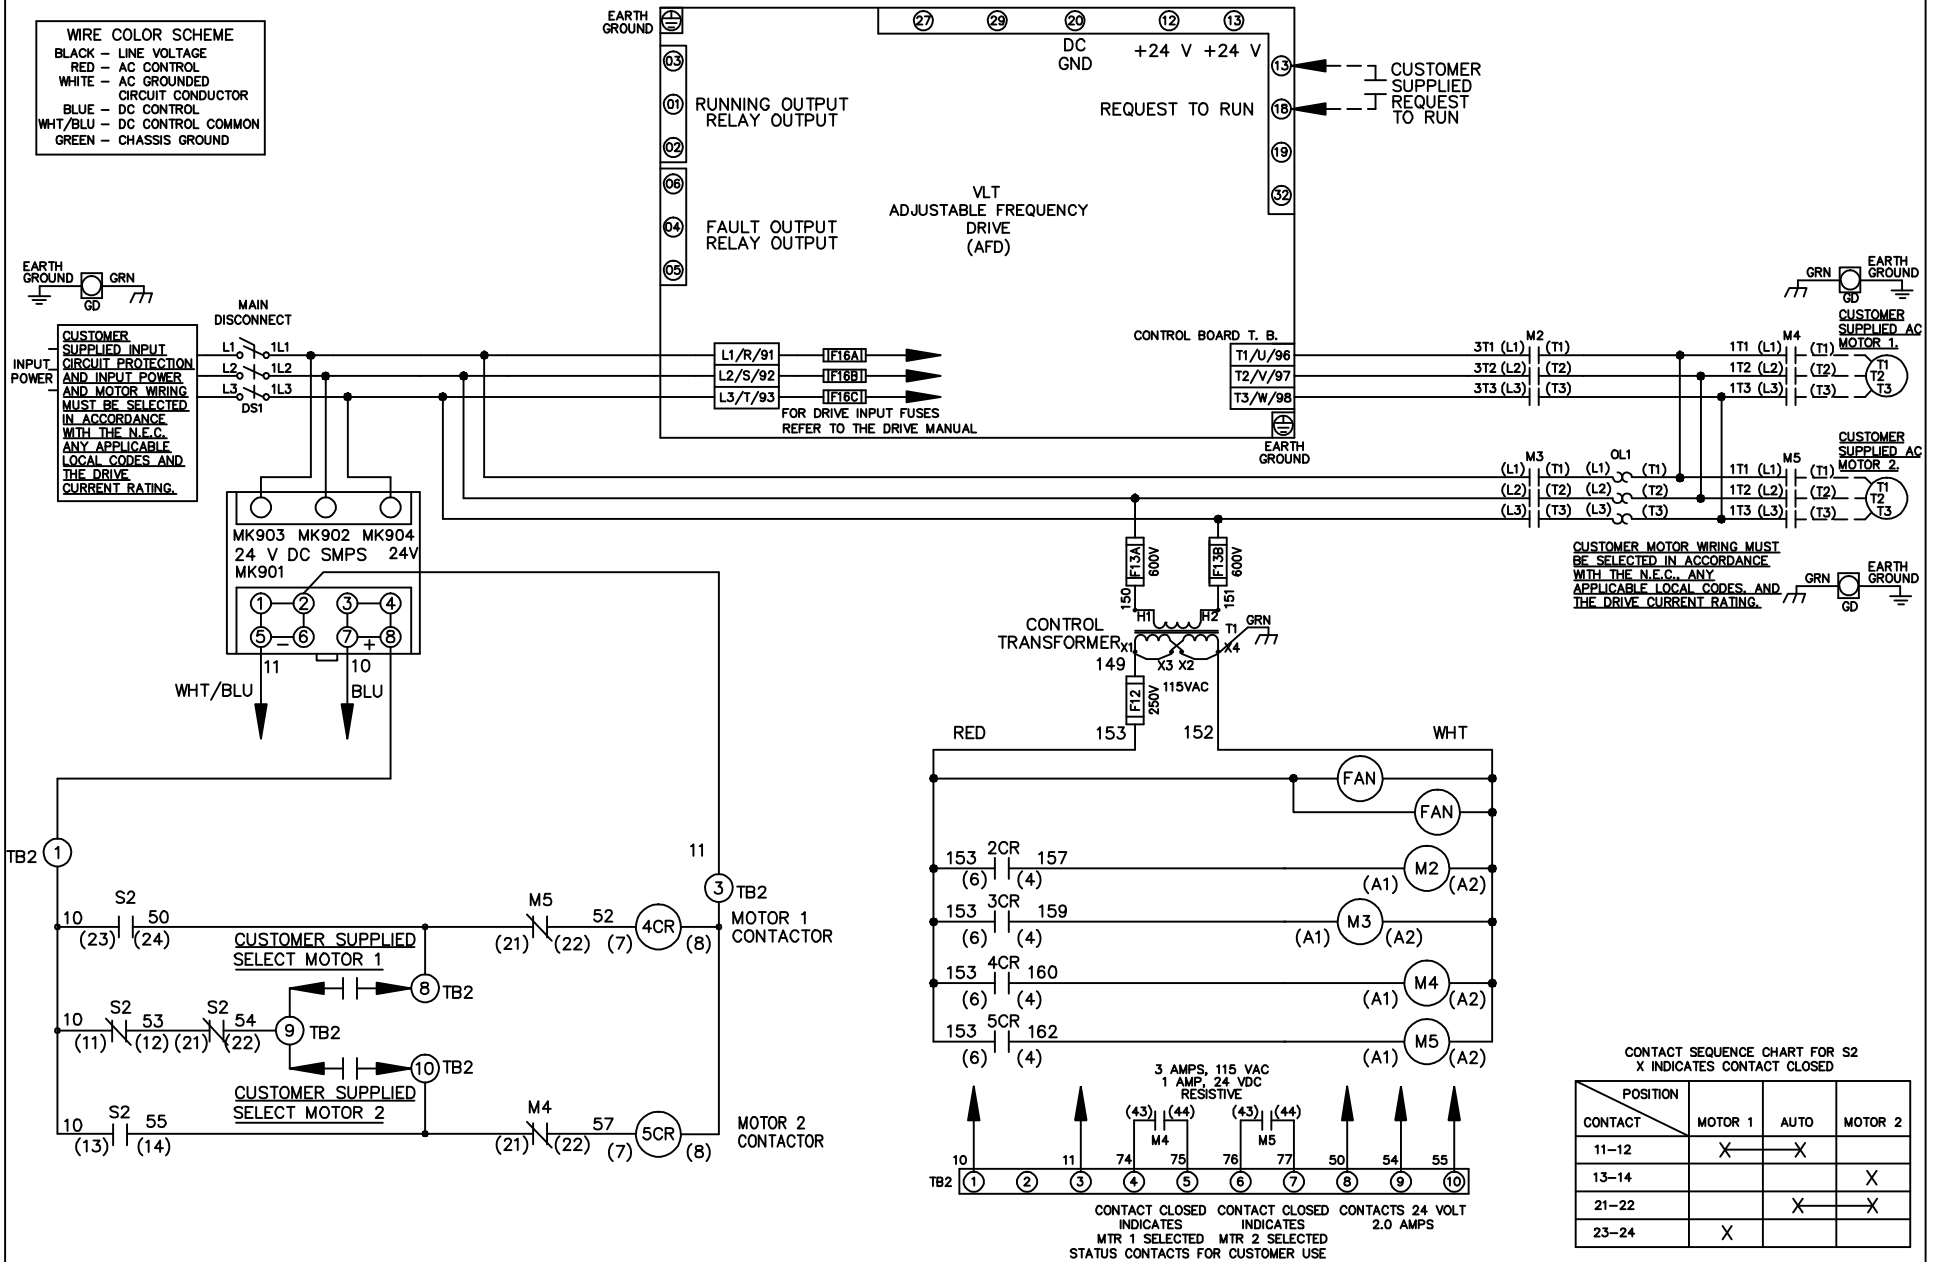 WIRE COLOR SCHEME
BLACK – LINE VOLTAGE
RED – AC CONTROL
WHITE – AC GROUNDED
CIRCUIT CONDUCTOR
BLUE – DC CONTROL
WHT/BLU – DC CONTROL COMMON
GREEN – CHASSIS GROUND
EARTH
GROUND
03
01
02
06
04
05
RUNNING OUTPUT
RELAY OUTPUT
FAULT OUTPUT
RELAY OUTPUT
27 29 20 12 13
DC
GND
+24 V +24 V
13
18
19
32
REQUEST TO RUN
CUSTOMER
SUPPLIED
REQUEST
TO RUN
VLT
ADJUSTABLE FREQUENCY
DRIVE
(AFD)
EARTH
GROUND
GRN
GD
INPUT
POWER
CUSTOMER
SUPPLIED INPUT
CIRCUIT PROTECTION
AND INPUT POWER
AND MOTOR WIRING
MUST BE SELECTED
IN ACCORDANCE
WITH THE N.E.C.
ANY APPLICABLE
LOCAL CODES AND
THE DRIVE
CURRENT RATING.
MAIN
DISCONNECT
L1 1L1
L2 1L2
L3 1L3
DS1
L1/R/91 F16A
L2/S/92 F16B
L3/T/93 F16C
FOR DRIVE INPUT FUSES
REFER TO THE DRIVE MANUAL
CONTROL BOARD T. B.
T1/U/96
T2/V/97
T3/W/98
EARTH
GROUND
M2
3T1 (L1) (T1)
3T2 (L2) (T2)
3T3 (L3) (T3)
M4
1T1 (L1) (T1)
1T2 (L2) (T2)
1T3 (L3) (T3)
GRN
GD
EARTH
GROUND
CUSTOMER
SUPPLIED AC
MOTOR 1.
T1
T2
T3
M3
(L1) (T1)
(L2) (T2)
(L3) (T3)
OL1
(L1) (T1)
(L2) (T2)
(L3) (T3)
M5
1T1 (L1) (T1)
1T2 (L2) (T2)
1T3 (L3) (T3)
CUSTOMER
SUPPLIED AC
MOTOR 2.
T1
T2
T3
CUSTOMER MOTOR WIRING MUST
BE SELECTED IN ACCORDANCE
WITH THE N.E.C., ANY
APPLICABLE LOCAL CODES, AND
THE DRIVE CURRENT RATING.
GRN
GD
EARTH
GROUND
MK903 MK902 MK904
24 V DC SMPS 24V
MK901
1 2 3 4
5 – 6 7 + 8
11 10
WHT/BLU BLU
F13A 600V
F13B 600V
150 151
H1 H2
CONTROL
TRANSFORMER
T1
GRN
X1 X3 X2 X4
149
115VAC
F12 250V
153 152
RED WHT
FAN
FAN
153 2CR 157
(6) (4)
M2
(A1) (A2)
153 3CR 159
(6) (4)
M3
(A1) (A2)
153 4CR 160
(6) (4)
M4
(A1) (A2)
153 5CR 162
(6) (4)
M5
(A1) (A2)
TB2 1
11
3 TB2
10 S2 50
(23) (24)
M5
(21) (22)
52
(7) 4CR (8)
MOTOR 1
CONTACTOR
CUSTOMER SUPPLIED
SELECT MOTOR 1
8 TB2
10 S2 53 S2 54
(11) (12) (21) (22)
9 TB2
10 TB2
CUSTOMER SUPPLIED
SELECT MOTOR 2
10 S2 55
(13) (14)
M4
(21) (22)
57
(7) 5CR (8)
MOTOR 2
CONTACTOR
3 AMPS, 115 VAC
1 AMP, 24 VDC
RESISTIVE
(43) (44) (43) (44)
M4 M5
10 11 74 75 76 77 50 54 55
TB2 1 2 3 4 5 6 7 8 9 10
CONTACT CLOSED
INDICATES
MTR 1 SELECTED
CONTACT CLOSED
INDICATES
MTR 2 SELECTED
STATUS CONTACTS FOR CUSTOMER USE
CONTACTS 24 VOLT
2.0 AMPS
CONTACT SEQUENCE CHART FOR S2
X INDICATES CONTACT CLOSED
POSITION
CONTACT MOTOR 1 AUTO MOTOR 2
11–12 X X
13–14 X
21–22 X X
23–24 X